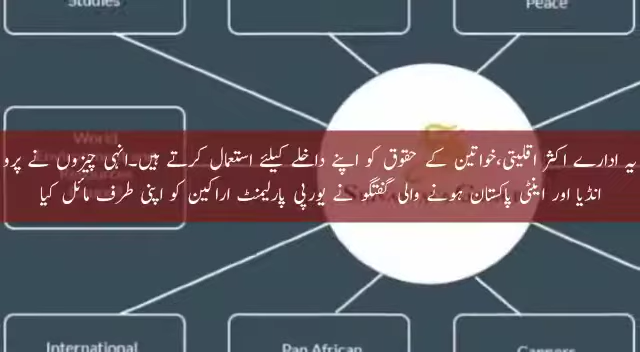 Studies
Peace
World
یہ ادارے اکثر اقلیتی،خواتین کے حقوق کو اپنے داخلے کیلئے استعمال کرتے ہیں۔انہی چیزوں نے پرو
انڈیا اور اینٹی پاکستان ہونے والی گفتگو نے یورپی پارلیمنٹ اراکین کو اپنی طرف مائل کیا
International
Pan African